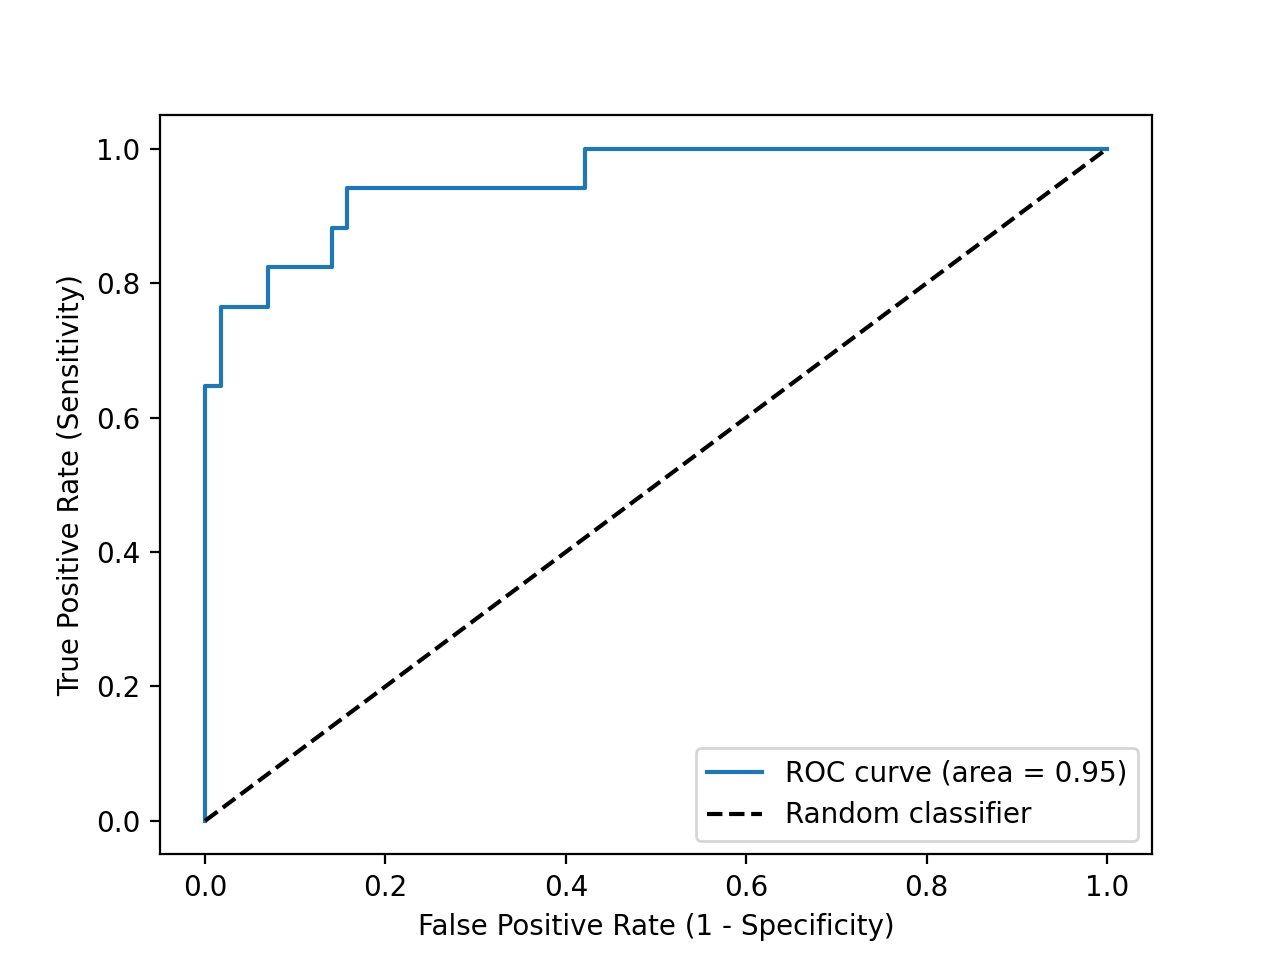 1.0
0.8
0.6
0.4
0.2
0.0
True Positive Rate (Sensitivity)
ROC curve (area = 0.95)
Random classifier
0.0 0.2 0.4 0.6 0.8 1.0
False Positive Rate (1 - Specificity)